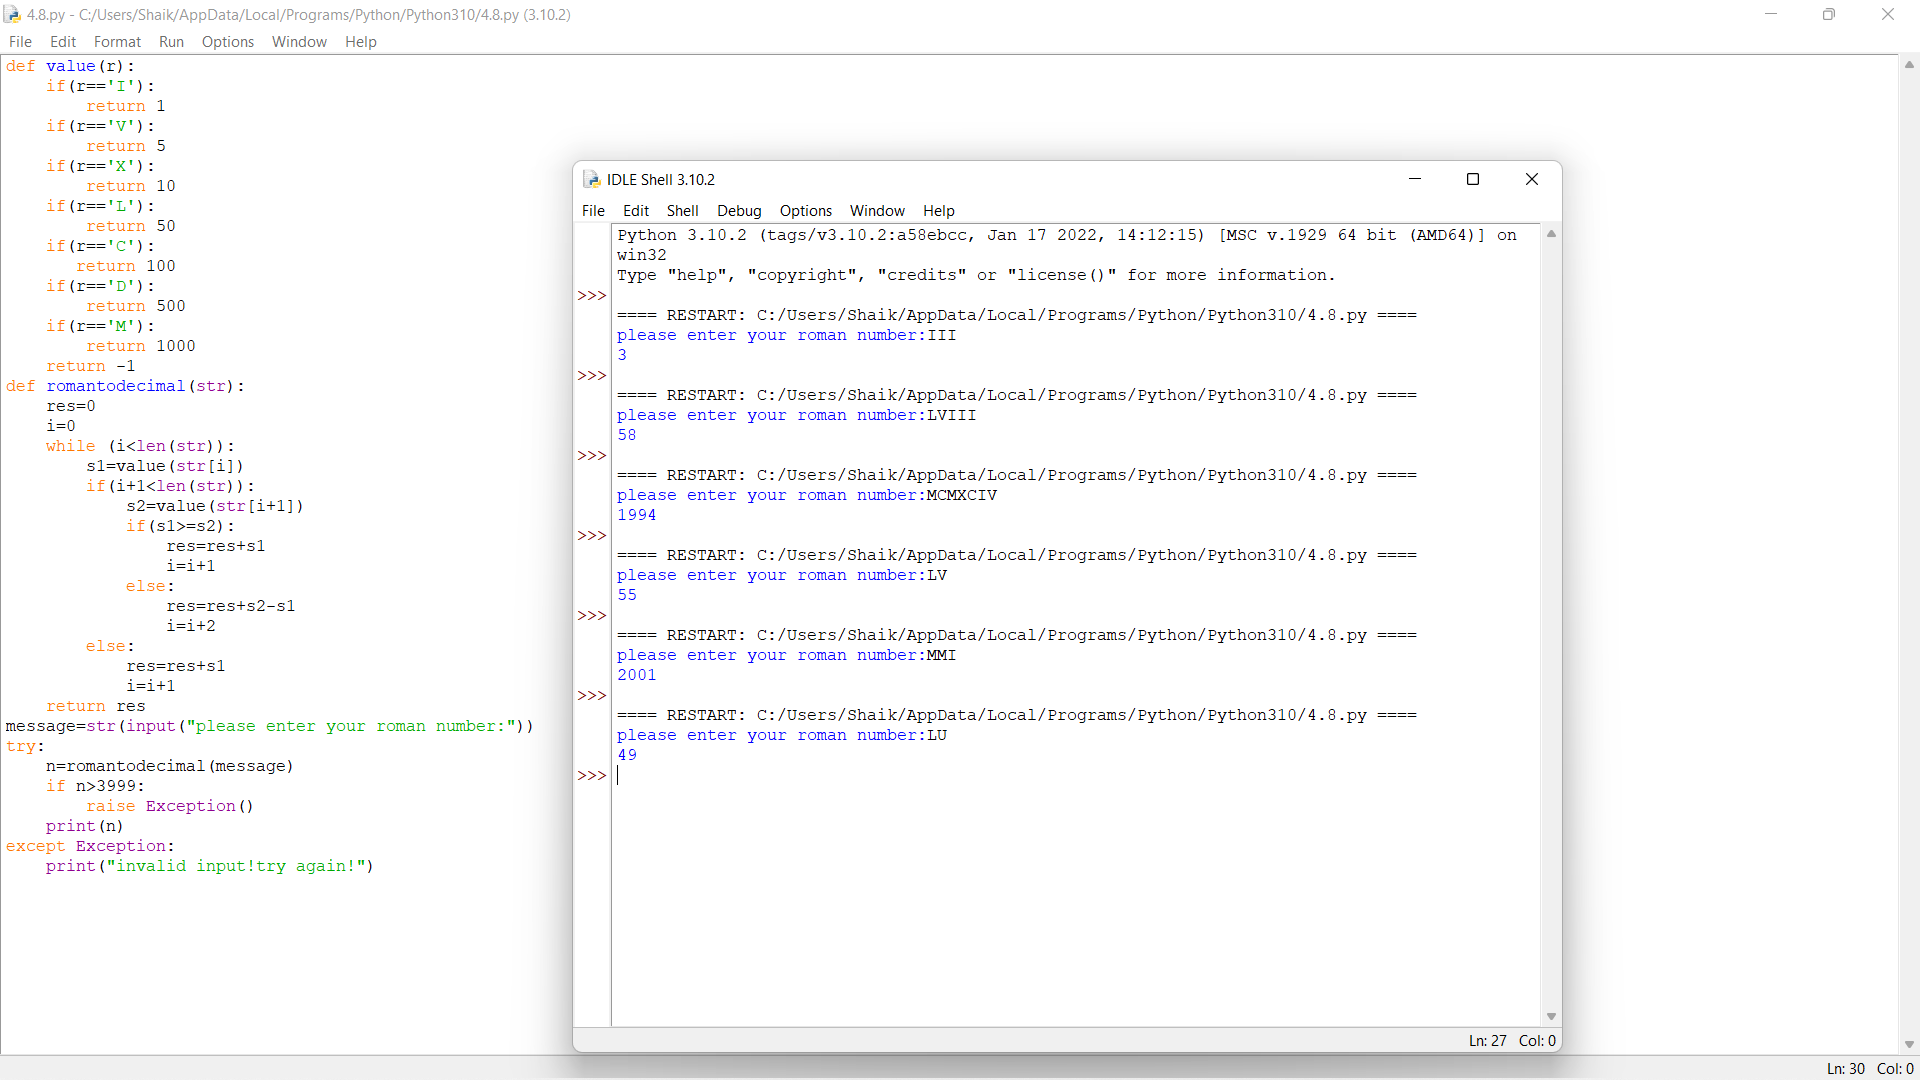 4.8.py - C:/Users/Shaik/AppData/Local/Programs/Python/Python310/4.8.py (3.10.2)
File Edit Format Run Options Window Help
def value(r):
    if(r=='I'):
        return 1
    if(r=='V'):
        return 5
    if(r=='X'):
        return 10
    if(r=='L'):
        return 50
    if(r=='C'):
       return 100
    if(r=='D'):
        return 500
    if(r=='M'):
        return 1000
    return -1
def romantodecimal(str):
    res=0
    i=0
    while (i<len(str)):
        s1=value(str[i])
        if(i+1<len(str)):
            s2=value(str[i+1])
            if(s1>=s2):
                res=res+s1
                i=i+1
            else:
                res=res+s2-s1
                i=i+2
        else:
            res=res+s1
            i=i+1
    return res
message=str(input("please enter your roman number:"))
try:
    n=romantodecimal(message)
    if n>3999:
        raise Exception()
    print(n)
except Exception:
    print("invalid input!try again!")
Ln: 30 Col: 0
IDLE Shell 3.10.2
File Edit Shell Debug Options Window Help
Python 3.10.2 (tags/v3.10.2:a58ebcc, Jan 17 2022, 14:12:15) [MSC v.1929 64 bit (AMD64)] on
win32
Type "help", "copyright", "credits" or "license()" for more information.
>>>
==== RESTART: C:/Users/Shaik/AppData/Local/Programs/Python/Python310/4.8.py ====
please enter your roman number:III
3
>>>
==== RESTART: C:/Users/Shaik/AppData/Local/Programs/Python/Python310/4.8.py ====
please enter your roman number:LVIII
58
>>>
==== RESTART: C:/Users/Shaik/AppData/Local/Programs/Python/Python310/4.8.py ====
please enter your roman number:MCMXCIV
1994
>>>
==== RESTART: C:/Users/Shaik/AppData/Local/Programs/Python/Python310/4.8.py ====
please enter your roman number:LV
55
>>>
==== RESTART: C:/Users/Shaik/AppData/Local/Programs/Python/Python310/4.8.py ====
please enter your roman number:MMI
2001
>>>
==== RESTART: C:/Users/Shaik/AppData/Local/Programs/Python/Python310/4.8.py ====
please enter your roman number:LU
49
>>>
Ln: 27 Col: 0